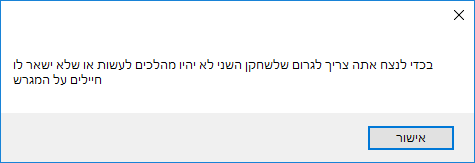 בכדי לנצח אתה צריך לגרום שלשחקן השני לא יהיו מהלכים לעשות או שלא ישאר לו
חיילים על המגרש
אישור